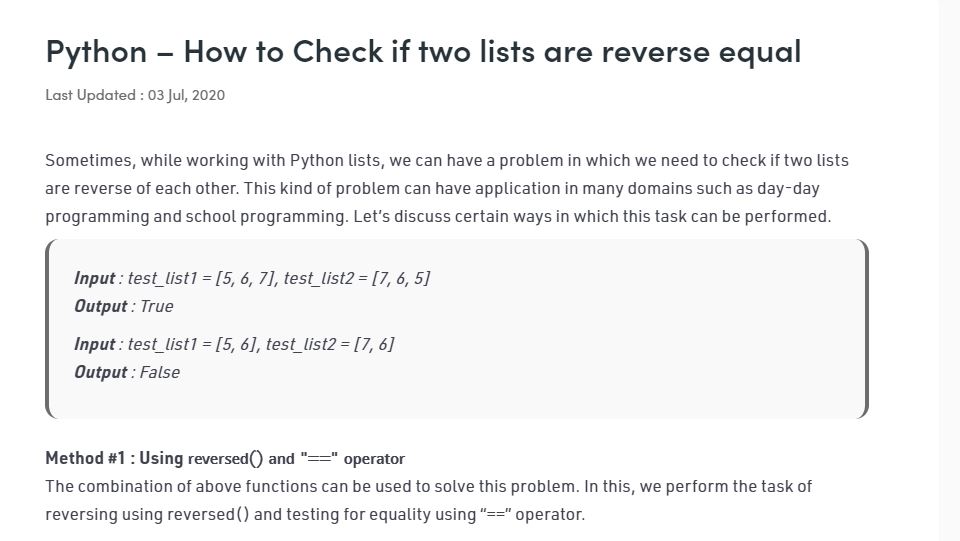 Python – How to Check if two lists are reverse equal
Last Updated : 03 Jul, 2020
Sometimes, while working with Python lists, we can have a problem in which we need to check if two lists
are reverse of each other. This kind of problem can have application in many domains such as day-day
programming and school programming. Let’s discuss certain ways in which this task can be performed.
Input : test_list1 = [5, 6, 7], test_list2 = [7, 6, 5]
Output : True
Input : test_list1 = [5, 6], test_list2 = [7, 6]
Output : False
Method #1 : Using reversed() and "==" operator
The combination of above functions can be used to solve this problem. In this, we perform the task of
reversing using reversed() and testing for equality using “==” operator.